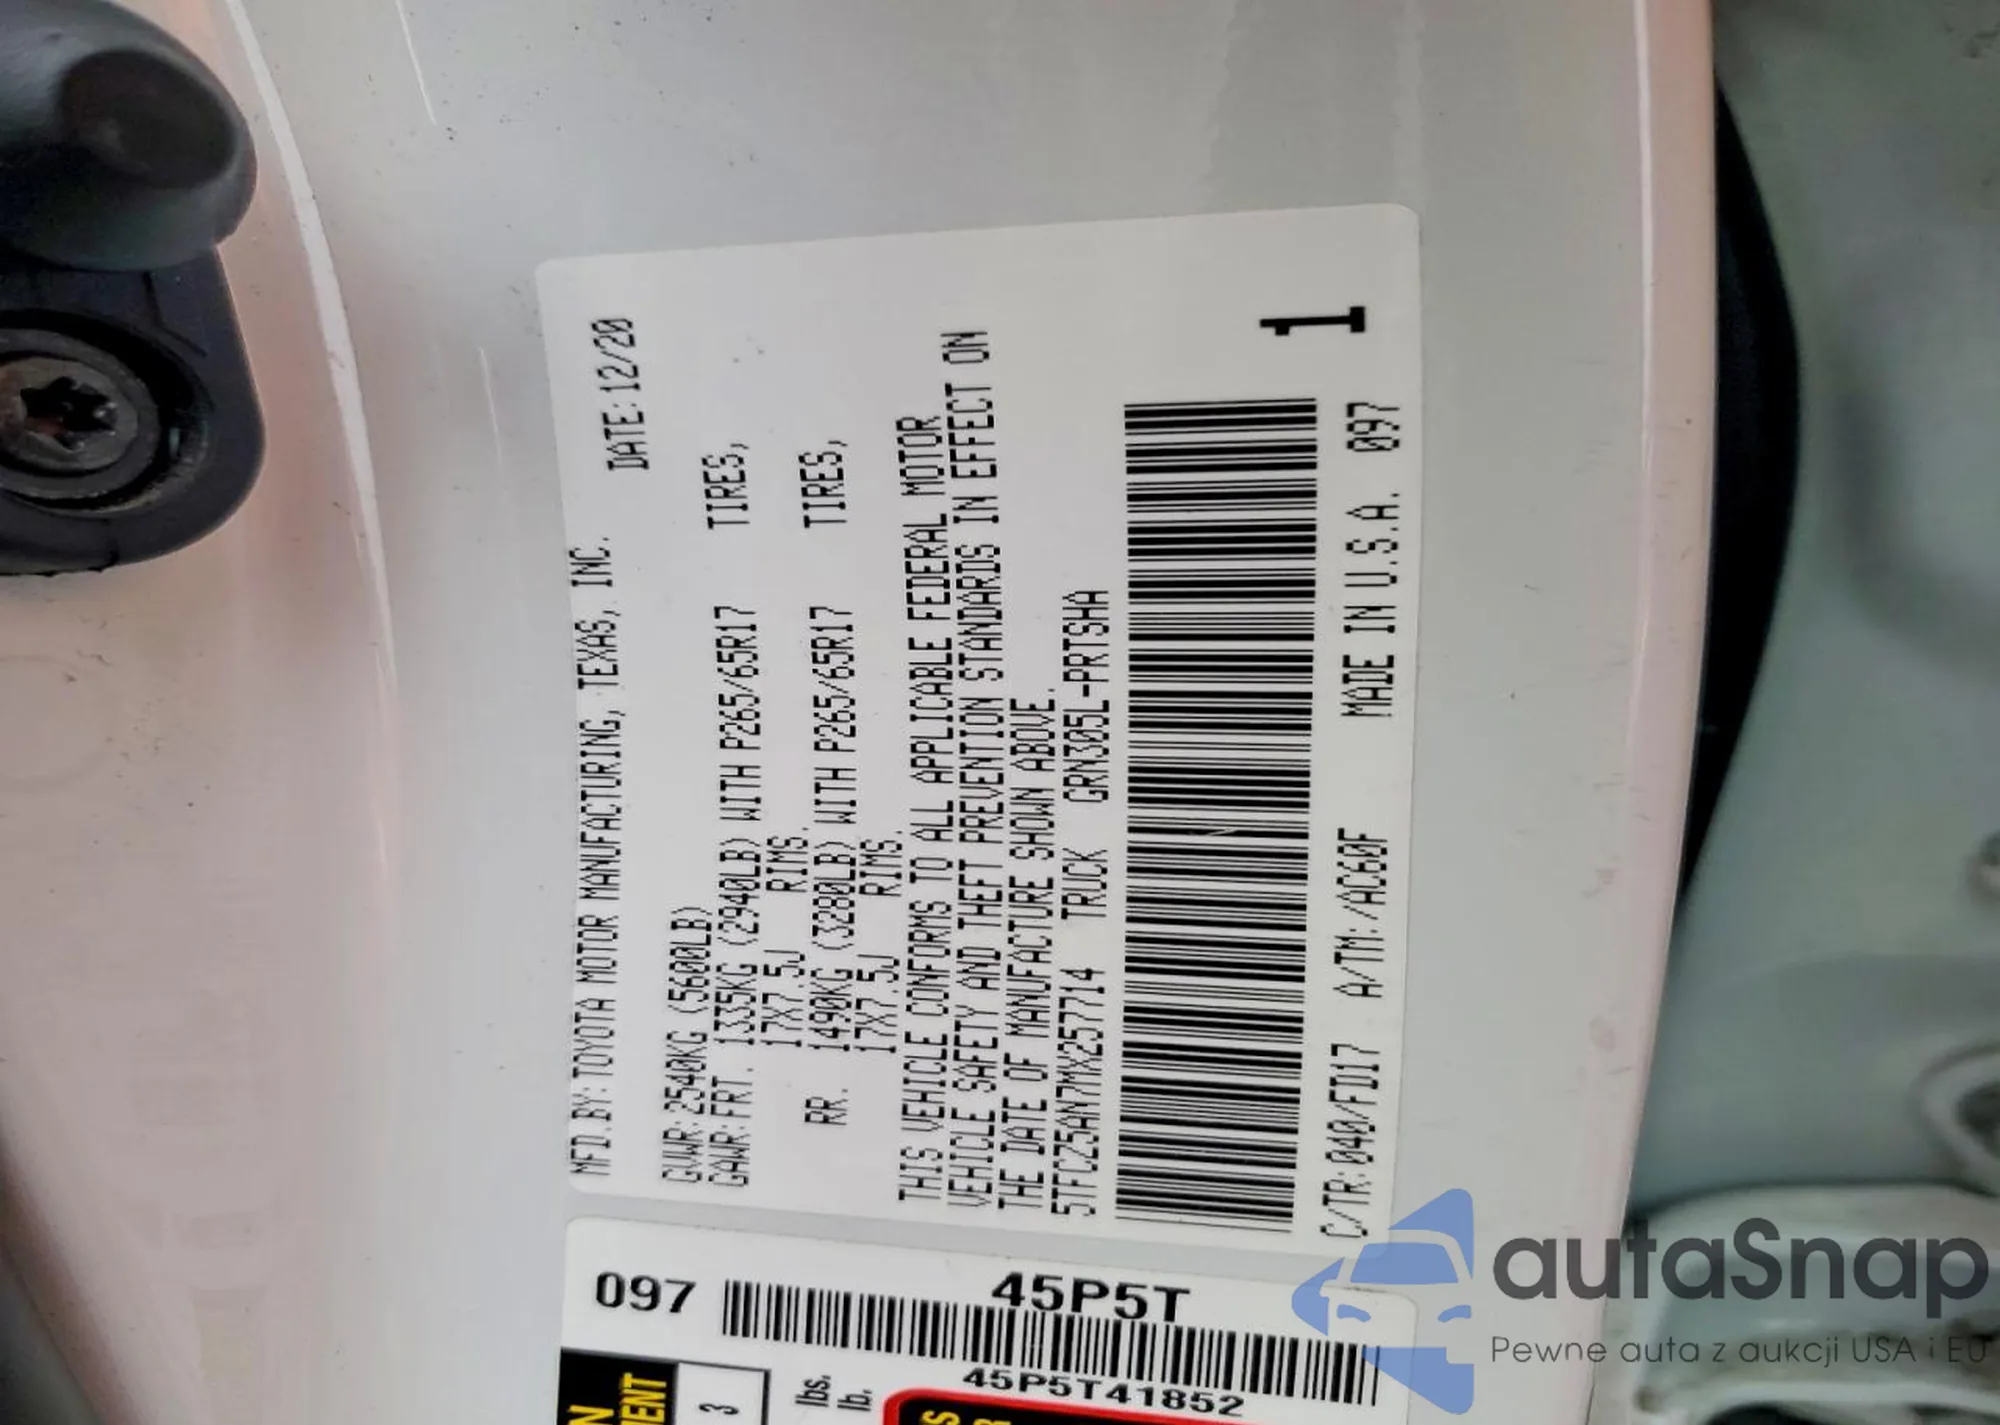 MFD.BY:TOYOTA MOTOR MANUFACTURING, TEXAS, INC.
DATE:12/20
GVWR:2540KG (5600LB)
GAWR:FRT. 1335KG (2940LB) WITH P265/65R17 TIRES,
17X7.5J RIMS.
RR. 1490KG (3280LB) WITH P265/65R17 TIRES,
17X7.5J RIMS.
THIS VEHICLE CONFORMS TO ALL APPLICABLE FEDERAL MOTOR
VEHICLE SAFETY AND THEFT PREVENTION STANDARDS IN EFFECT ON
THE DATE OF MANUFACTURE SHOWN ABOVE.
5TFCZ5AN7MX257714 TRUCK GRN305L-PRTSHA
1
C/TR:040/FD17 A/TM:/AC60F MADE IN U.S.A. 097
097 45P5T
45P5T41852
3
lbs.
lb.
autaSnap
Pewne auta z aukcji USA i EU